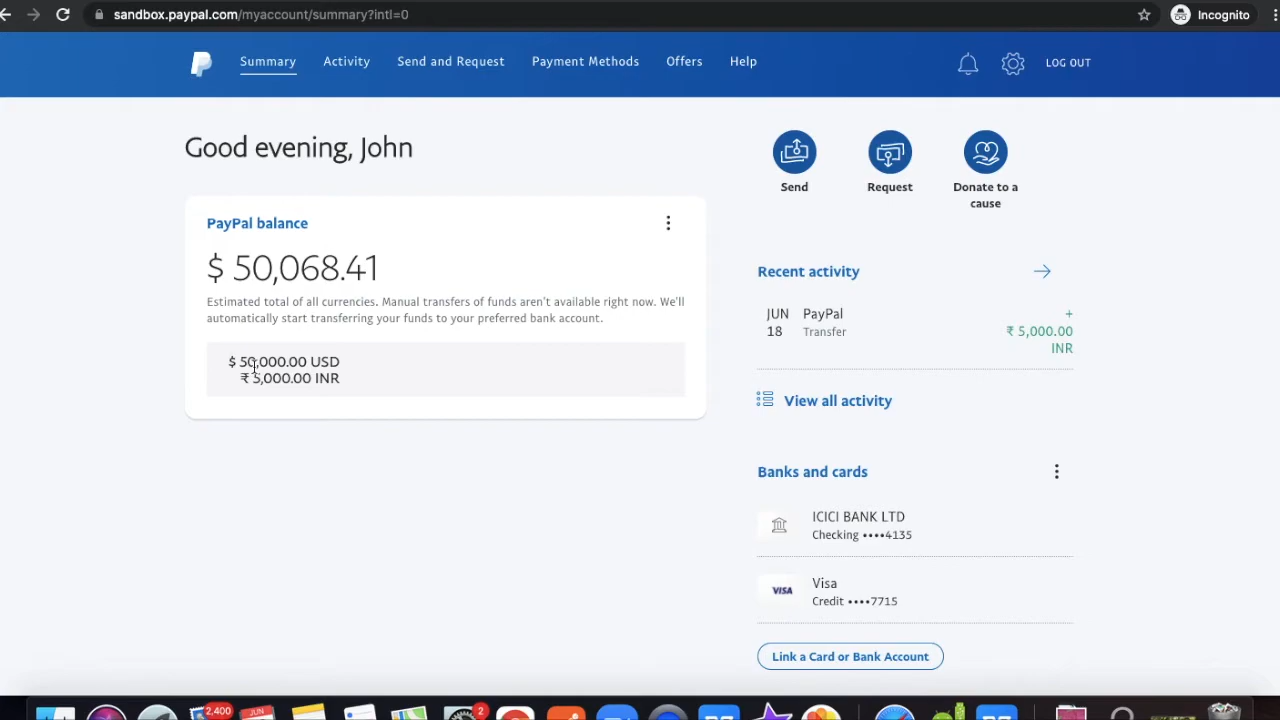 sandbox.paypal.com/myaccount/summary?intl=0
Incognito
Summary Activity Send and Request Payment Methods Offers Help
LOG OUT
Good evening, John
PayPal balance
$ 50,068.41
Estimated total of all currencies. Manual transfers of funds aren't available right now. We'll
automatically start transferring your funds to your preferred bank account.
$ 50,000.00 USD
₹ 5,000.00 INR
Send
Request
Donate to a
cause
Recent activity
JUN
18
PayPal
Transfer
+
₹ 5,000.00
INR
View all activity
Banks and cards
ICICI BANK LTD
Checking ••••4135
VISA
Visa
Credit ••••7715
Link a Card or Bank Account
2,400
JUN
2